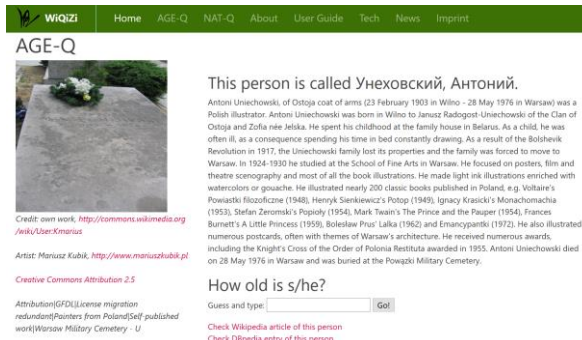 WiQiZi Home AGE-Q NAT-Q About User Guide Tech News Imprint
AGE-Q
This person is called Унеховский, Антоний.
Antoni Uniechowski, of Ostoja coat of arms (23 February 1903 in Wilno - 28 May 1976 in Warsaw) was a
Polish illustrator. Antoni Uniechowski was born in Wilno to Janusz Radogost-Uniechowski of the Clan of
Ostoja and Zofia née Jelska. He spent his childhood at the family house in Belarus. As a child, he was
often ill, as a consequence spending his time in bed constantly drawing. As a result of the Bolshevik
Revolution in 1917, the Uniechowski family lost its properties and the family was forced to move to
Warsaw. In 1924-1930 he studied at the School of Fine Arts in Warsaw. He focused on posters, film and
theatre scenography and most of all the book illustrations. He made light ink illustrations enriched with
watercolors or gouache. He illustrated nearly 200 classic books published in Poland, e.g. Voltaire's
Powiastki filozoficzne (1948), Henryk Sienkiewicz's Potop (1949), Ignacy Krasicki's Monachomachia
(1953), Stefan Żeromski's Popioły (1954), Mark Twain's The Prince and the Pauper (1954), Frances
Burnett's A Little Princess (1959), Bolesław Prus' Lalka (1962) and Emancypantki (1972). He also illustrated
numerous postcards, often with themes of Warsaw's architecture. He received numerous awards,
including the Knight's Cross of the Order of Polonia Restituta awarded in 1955. Antoni Uniechowski died
on 28 May 1976 in Warsaw and was buried at the Powązki Military Cemetery.
How old is s/he?
Guess and type: Go!
Check Wikipedia article of this person
Check DBpedia entry of this person
Credit: own work, http://commons.wikimedia.org
/wiki/User:Kmarius
Artist: Mariusz Kubik, http://www.mariuszkubik.pl
Creative Commons Attribution 2.5
Attribution|GFDL|License migration
redundant|Painters from Poland|Self-published
work|Warsaw Military Cemetery - U